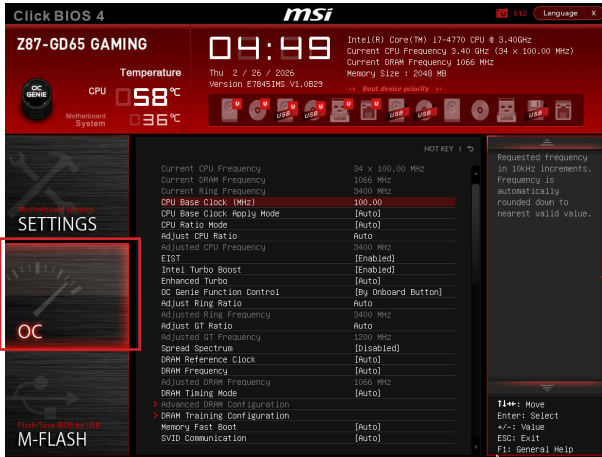 Click BIOS 4
msi
F12
Language X
Z87-GD65 GAMING
04:49
Intel(R) Core(TM) i7-4770 CPU @ 3.40GHz
Current CPU Frequency 3.40 GHz (34 x 100.00 MHz)
Current DRAM Frequency 1066 MHz
Memory Size : 2048 MB
Temperature
Thu 2 / 26 / 2026
Version E7845IMS V1.0B29
Boot device priority
OC
GENIE
CPU 58°C
Motherboard
System 36°C
U U U U U U U
USB USB USB USB USB USB
HOT KEY
Motherboard settings
SETTINGS
OC
Flash/Save BIOS by USB
M-FLASH
Current CPU Frequency 34 x 100.00 MHz
Current DRAM Frequency 1066 MHz
Current Ring Frequency 3400 MHz
CPU Base Clock (MHz) 100.00
CPU Base Clock Apply Mode [Auto]
CPU Ratio Mode [Auto]
Adjust CPU Ratio Auto
Adjusted CPU Frequency 3400 MHz
EIST [Enabled]
Intel Turbo Boost [Enabled]
Enhanced Turbo [Auto]
OC Genie Function Control [By Onboard Button]
Adjust Ring Ratio Auto
Adjusted Ring Frequency 3400 MHz
Adjust GT Ratio Auto
Adjusted GT Frequency 1200 MHz
Spread Spectrum [Disabled]
DRAM Reference Clock [Auto]
DRAM Frequency [Auto]
Adjusted DRAM Frequency 1066 MHz
DRAM Timing Mode [Auto]
> Advanced DRAM Configuration
> DRAM Training Configuration
Memory Fast Boot [Auto]
SVID Communication [Auto]
Requested frequency
in 10kHz increments.
Frequency is
automatically
rounded down to
nearest valid value.
↑↓→←: Move
Enter: Select
+/-: Value
ESC: Exit
F1: General Help